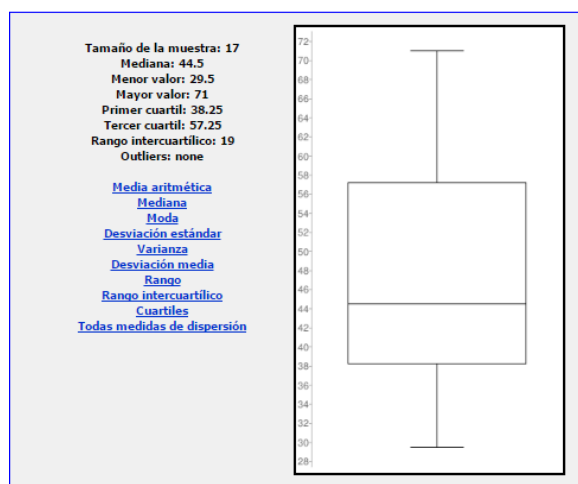 Tamaño de la muestra: 17
Mediana: 44.5
Menor valor: 29.5
Mayor valor: 71
Primer cuartil: 38.25
Tercer cuartil: 57.25
Rango intercuartílico: 19
Outliers: none
Media aritmética
Mediana
Moda
Desviación estándar
Varianza
Desviación media
Rango
Rango intercuartílico
Cuartiles
Todas medidas de dispersión
72
70
68
66
64
62
60
58
56
54
52
50
48
46
44
42
40
38
36
34
32
30
28